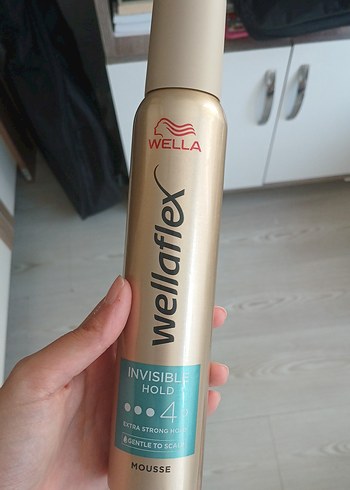 WELLA
wellaflex
INVISIBLE
HOLD
4
EXTRA STRONG HOLD
GENTLE TO SCALP
MOUSSE